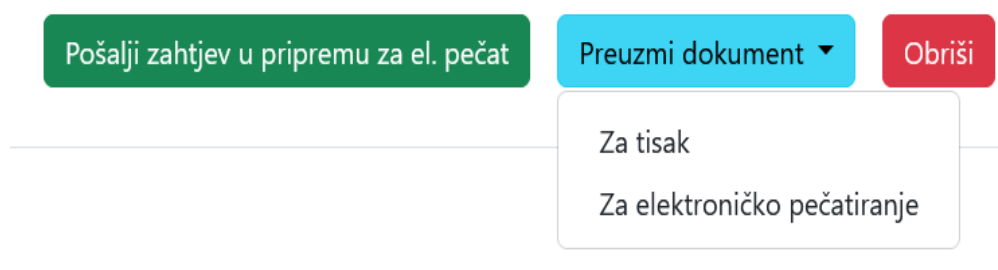 Pošalji zahtjev u pripremu za el. pečat
Preuzmi dokument
Obriši
Za tisak
Za elektroničko pečatiranje